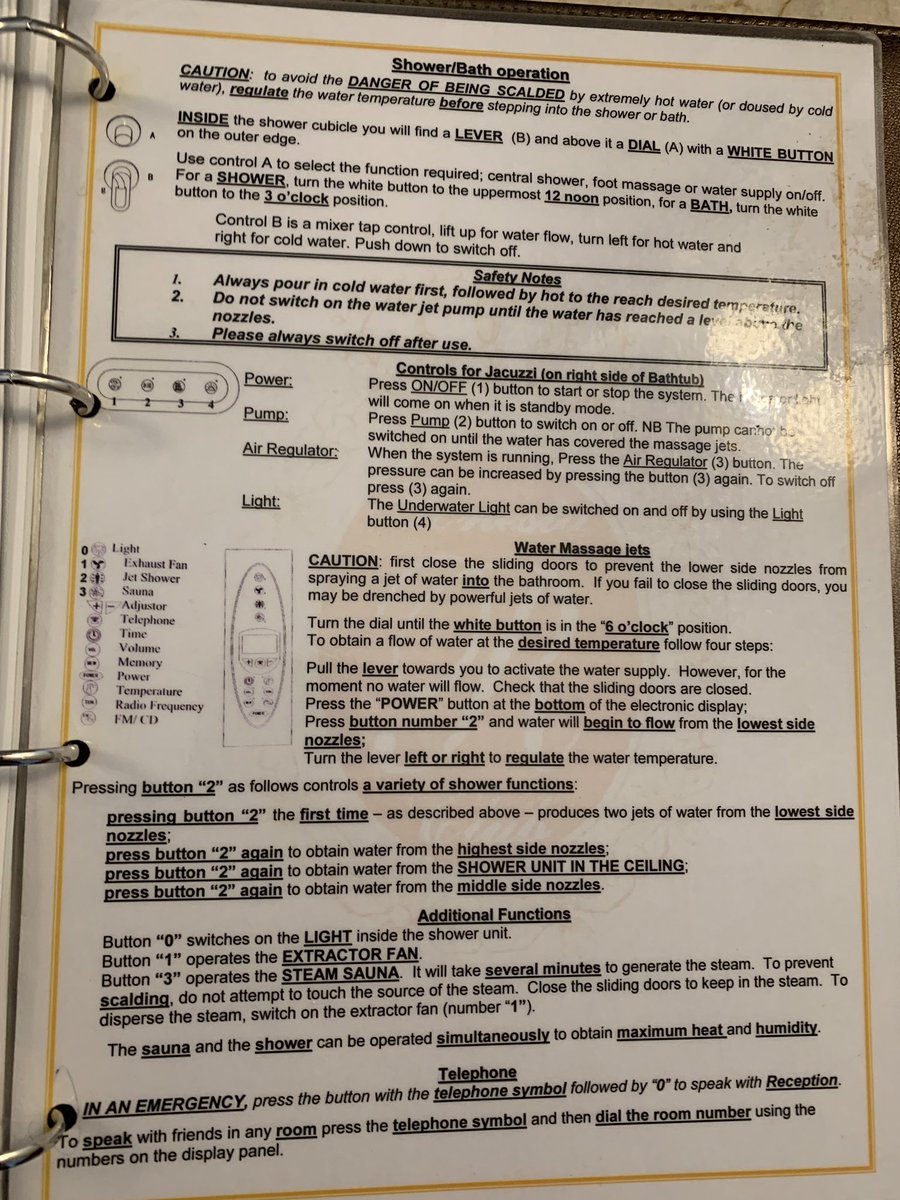 Shower/Bath operation
CAUTION: to avoid the DANGER OF BEING SCALDED by extremely hot water (or doused by cold
water), regulate the water temperature before stepping into the shower or bath.
A
INSIDE the shower cubicle you will find a LEVER (B) and above it a DIAL (A) with a WHITE BUTTON
on the outer edge.
B
Use control A to select the function required; central shower, foot massage or water supply on/off.
For a SHOWER, turn the white button to the uppermost 12 noon position, for a BATH, turn the white
button to the 3 o'clock position.
Control B is a mixer tap control, lift up for water flow, turn left for hot water and
right for cold water. Push down to switch off.
Safety Notes
1. Always pour in cold water first, followed by hot to the reach desired temperature.
2. Do not switch on the water jet pump until the water has reached a level above the
nozzles.
3. Please always switch off after use.
1 2 3 4
Controls for Jacuzzi (on right side of Bathtub)
Power: Press ON/OFF (1) button to start or stop the system. The
will come on when it is standby mode.
Pump: Press Pump (2) button to switch on or off. NB The pump cannot be
switched on until the water has covered the massage jets.
Air Regulator: When the system is running, Press the Air Regulator (3) button. The
pressure can be increased by pressing the button (3) again. To switch off
press (3) again.
Light: The Underwater Light can be switched on and off by using the Light
button (4)
0 Light
1 Exhaust Fan
2 Jet Shower
3 Sauna
+ - Adjustor
Telephone
Time
Volume
Memory
POWER Power
Temperature
Radio Frequency
FM/ CD
Water Massage jets
CAUTION: first close the sliding doors to prevent the lower side nozzles from
spraying a jet of water into the bathroom. If you fail to close the sliding doors, you
may be drenched by powerful jets of water.
Turn the dial until the white button is in the "6 o'clock" position.
To obtain a flow of water at the desired temperature follow four steps:
Pull the lever towards you to activate the water supply. However, for the
moment no water will flow. Check that the sliding doors are closed.
Press the "POWER" button at the bottom of the electronic display;
Press button number "2" and water will begin to flow from the lowest side
nozzles;
Turn the lever left or right to regulate the water temperature.
Pressing button "2" as follows controls a variety of shower functions:
pressing button "2" the first time – as described above – produces two jets of water from the lowest side
nozzles;
press button "2" again to obtain water from the highest side nozzles;
press button "2" again to obtain water from the SHOWER UNIT IN THE CEILING;
press button "2" again to obtain water from the middle side nozzles.
Additional Functions
Button "0" switches on the LIGHT inside the shower unit.
Button "1" operates the EXTRACTOR FAN.
Button "3" operates the STEAM SAUNA. It will take several minutes to generate the steam. To prevent
scalding, do not attempt to touch the source of the steam. Close the sliding doors to keep in the steam. To
disperse the steam, switch on the extractor fan (number "1").
The sauna and the shower can be operated simultaneously to obtain maximum heat and humidity.
Telephone
IN AN EMERGENCY, press the button with the telephone symbol followed by "0" to speak with Reception.
To speak with friends in any room press the telephone symbol and then dial the room number using the
numbers on the display panel.